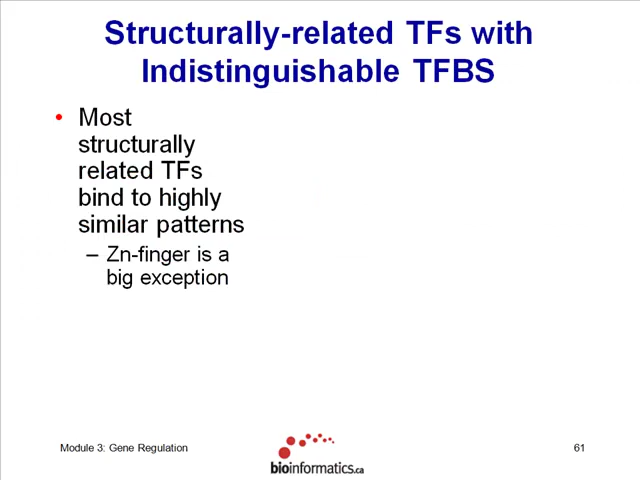 Structurally-related TFs with
Indistinguishable TFBS
• Most
structurally
related TFs
bind to highly
similar patterns
– Zn-finger is a
big exception
Module 3: Gene Regulation
bioinformatics.ca
61